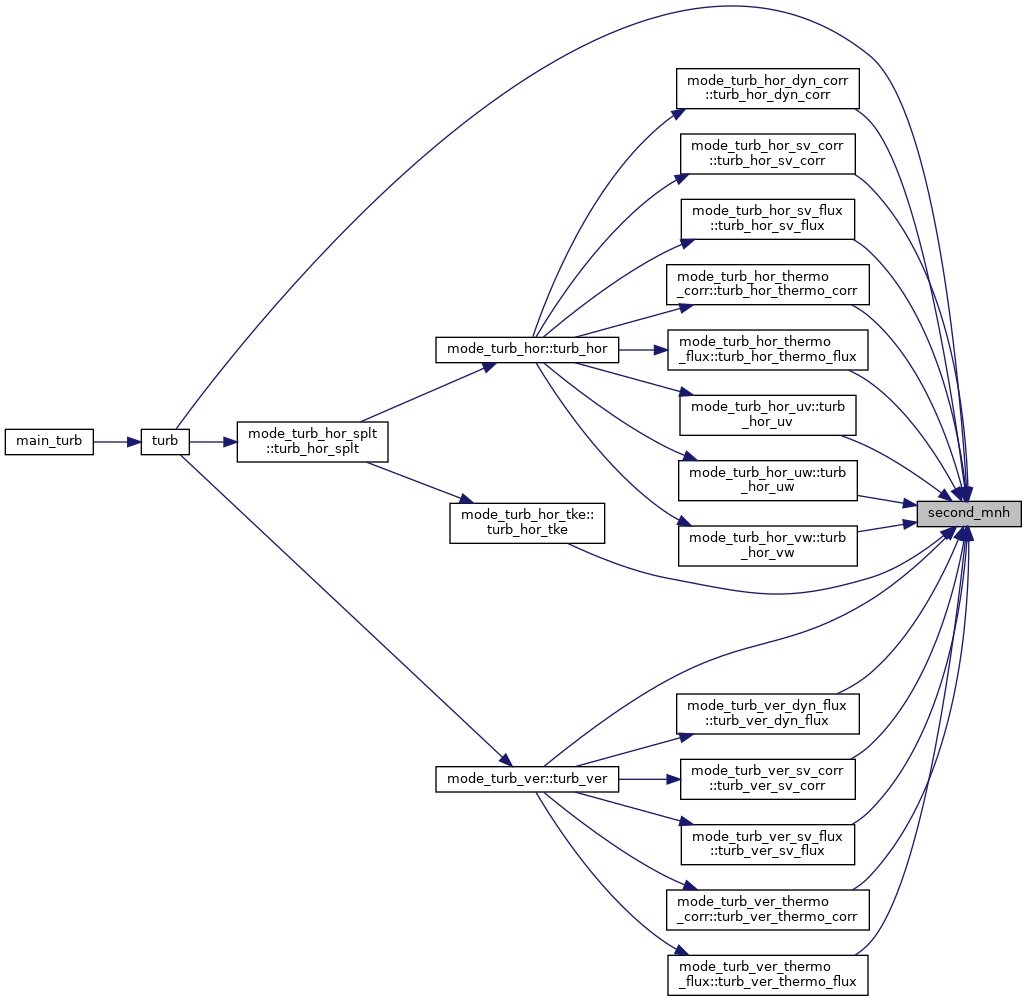 mode_turb_hor_dyn_corr
::turb_hor_dyn_corr
mode_turb_hor_sv_corr
::turb_hor_sv_corr
mode_turb_hor_sv_flux
::turb_hor_sv_flux
mode_turb_hor_thermo
_corr::turb_hor_thermo_corr
mode_turb_hor::turb_hor
mode_turb_hor_thermo
_flux::turb_hor_thermo_flux
mode_turb_hor_uv::turb
_hor_uv
main_turb
turb
mode_turb_hor_splt
::turb_hor_splt
mode_turb_hor_uw::turb
_hor_uw
second_mnh
mode_turb_hor_tke::
turb_hor_tke
mode_turb_hor_vw::turb
_hor_vw
mode_turb_ver_dyn_flux
::turb_ver_dyn_flux
mode_turb_ver::turb_ver
mode_turb_ver_sv_corr
::turb_ver_sv_corr
mode_turb_ver_sv_flux
::turb_ver_sv_flux
mode_turb_ver_thermo
_corr::turb_ver_thermo_corr
mode_turb_ver_thermo
_flux::turb_ver_thermo_flux